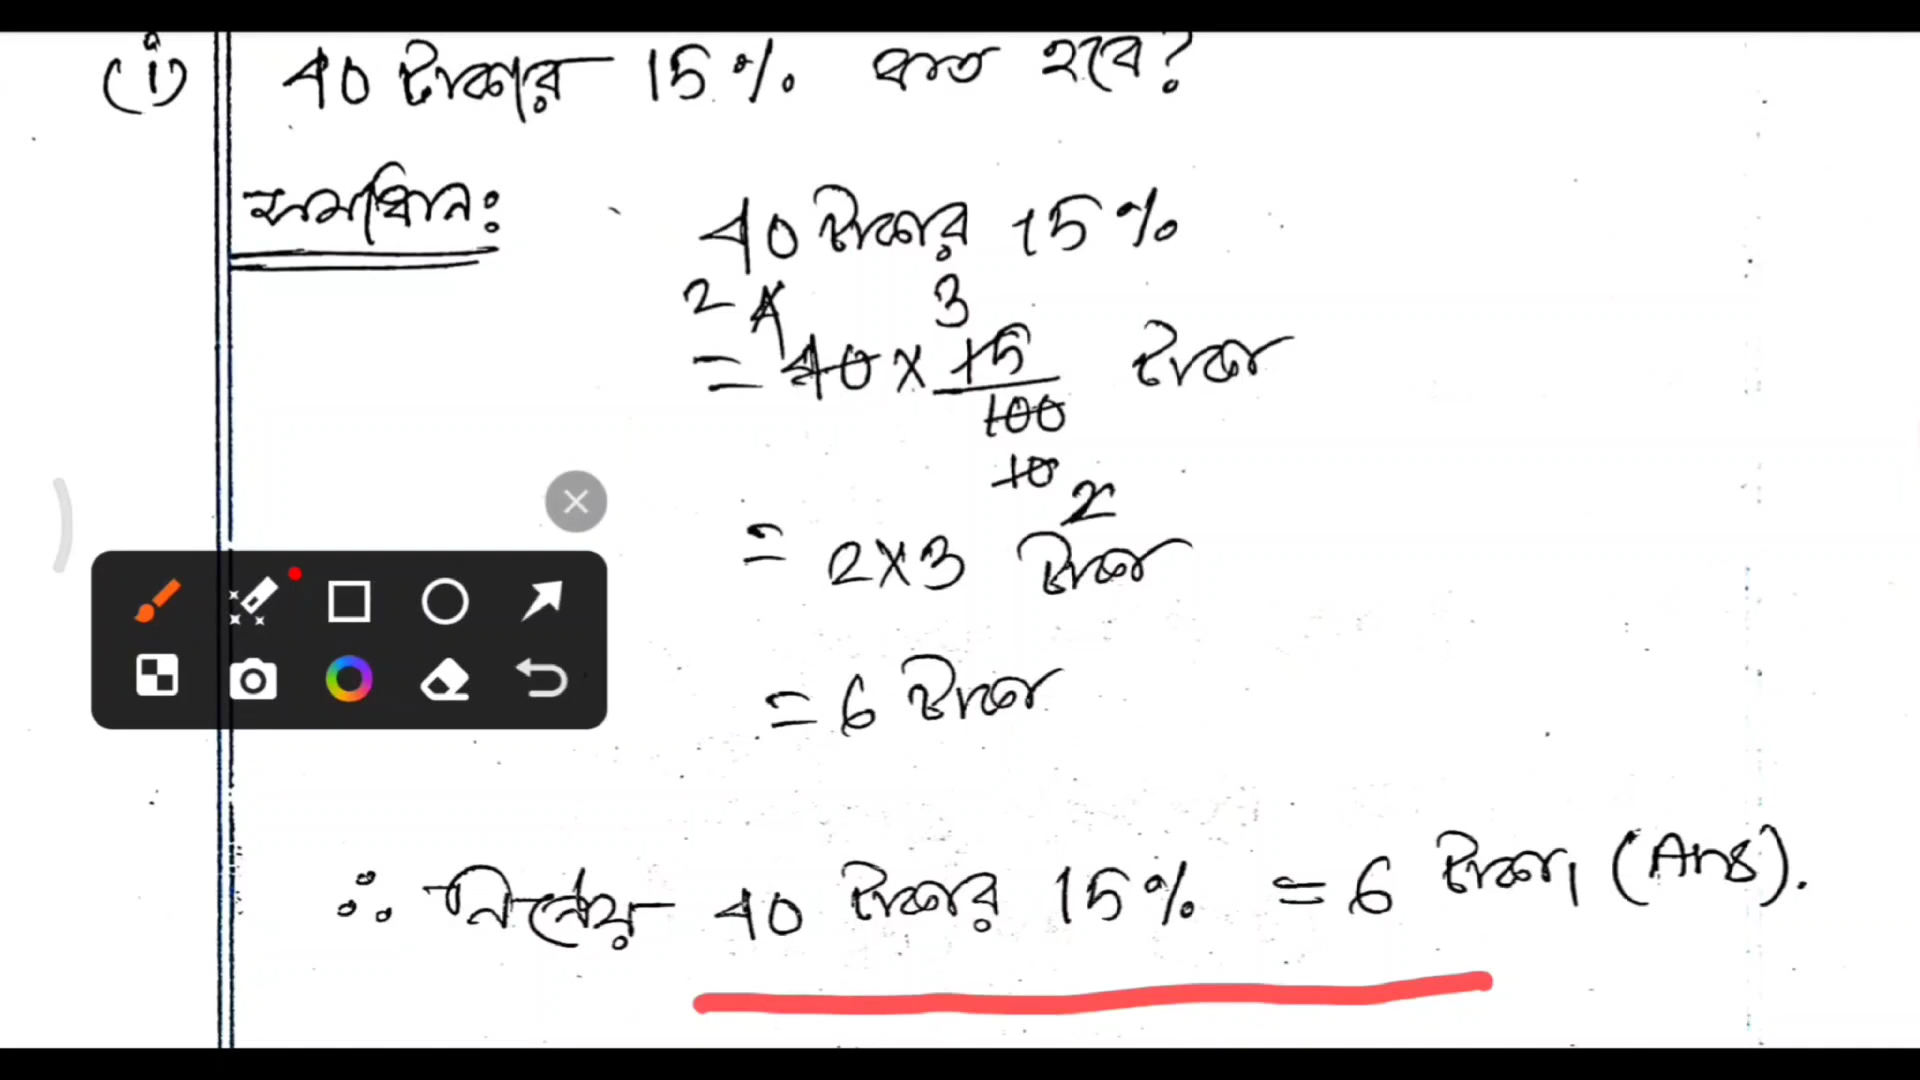 (i) 40 টাকার 15% কত হবে?
সমাধান:
40 টাকার 15%
2 4 3
= 40 × 15 টাকা
100
10
2
= 2×3 টাকা
= 6 টাকা
∴ নির্ণেয় 40 টাকার 15% = 6 টাকা। (Ans).